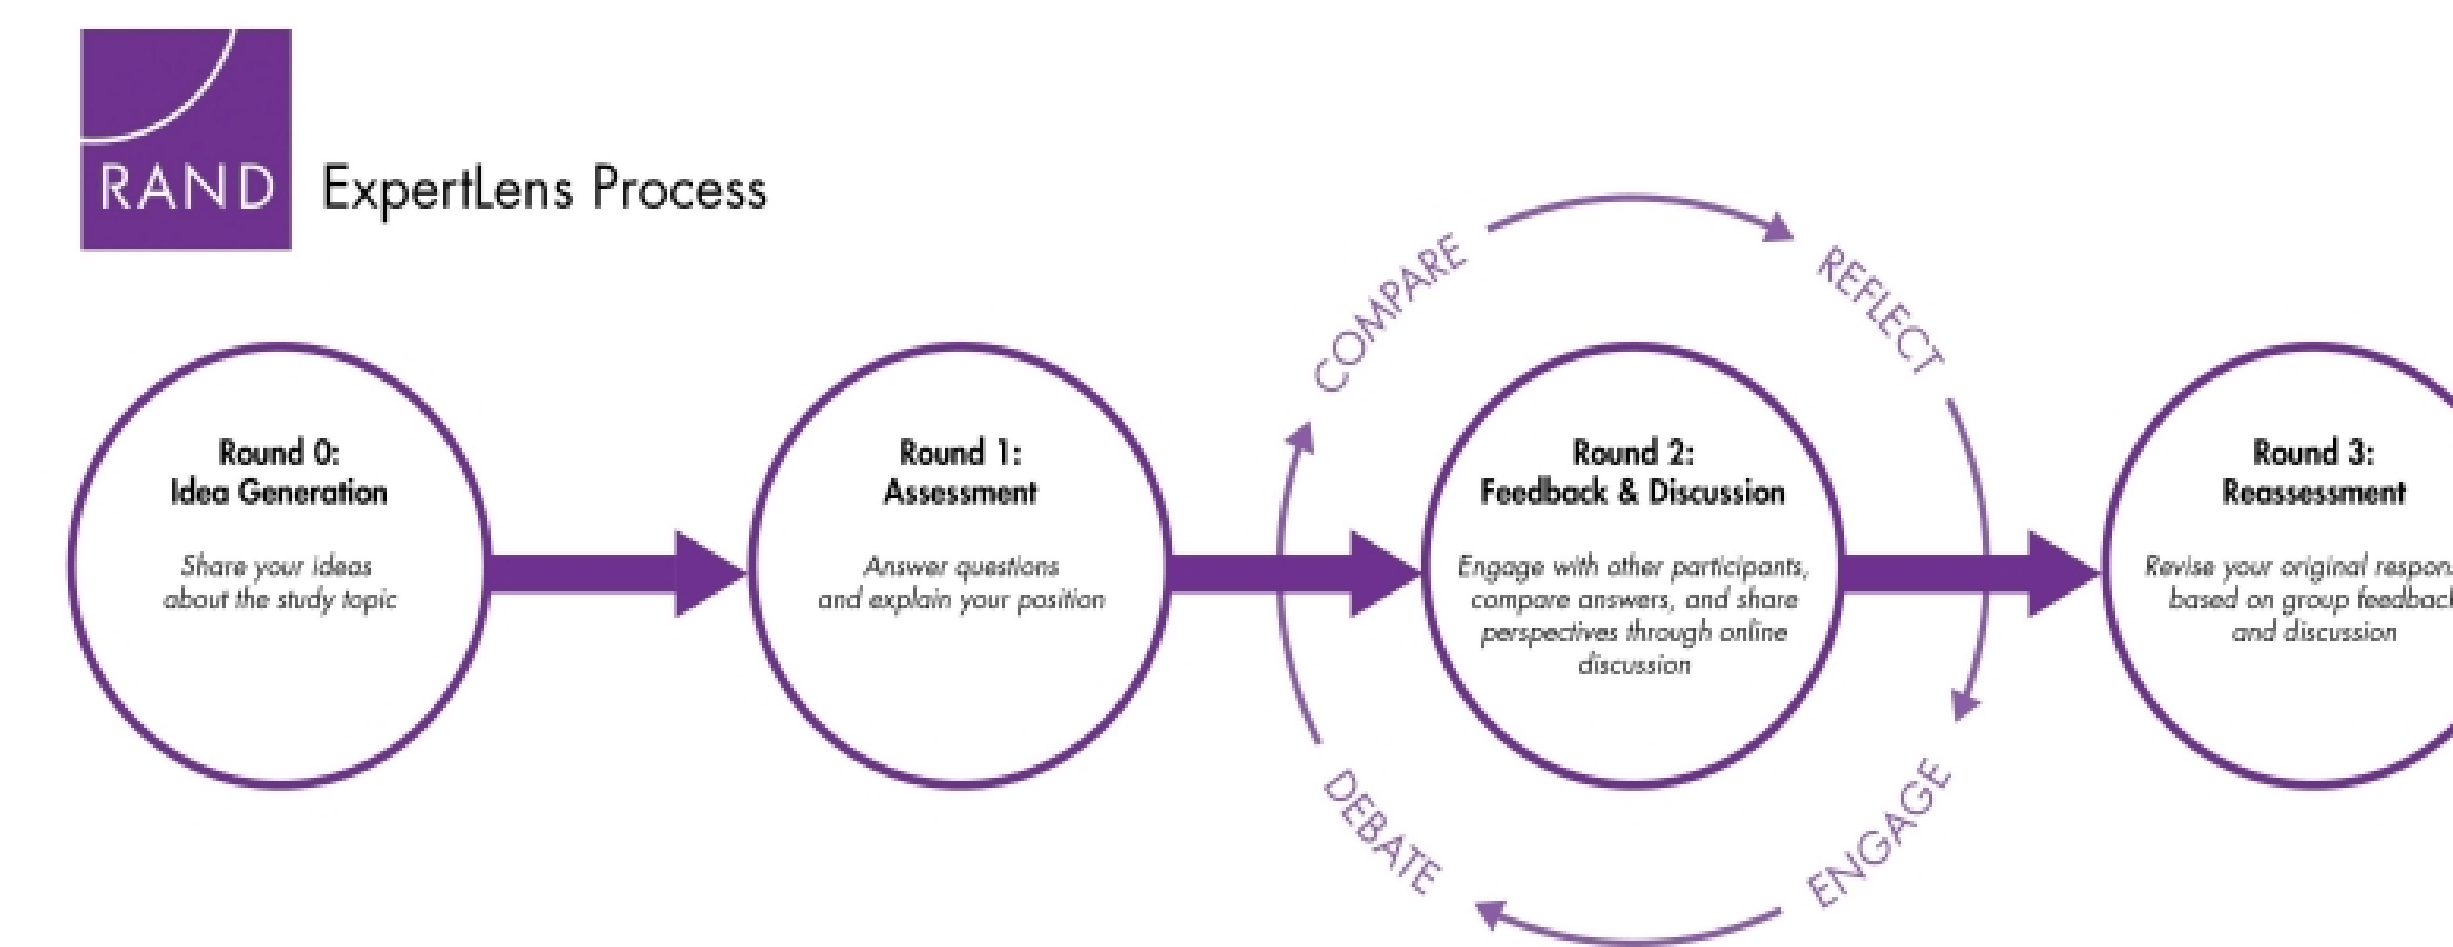 RAND
ExpertLens Process
COMPARE
REFLECT
ENGAGE
DEBATE
Round 0:
Idea Generation
Share your ideas
about the study topic
Round 1:
Assessment
Answer questions
and explain your position
Round 2:
Feedback & Discussion
Engage with other participants,
compare answers, and share
perspectives through online
discussion
Round 3:
Reassessment
Revise your original
based on group
and discussion